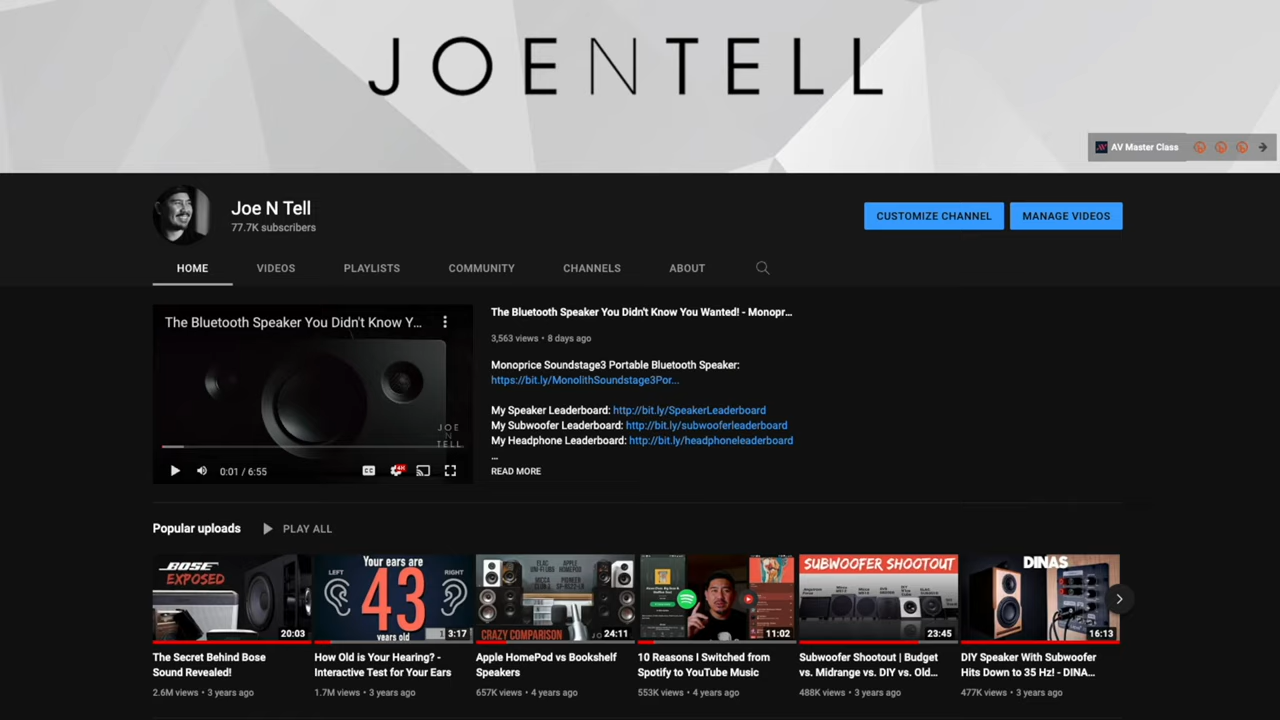 JOENTELL
AV Master Class
Joe N Tell
77.7K subscribers
CUSTOMIZE CHANNEL
MANAGE VIDEOS
HOME
VIDEOS
PLAYLISTS
COMMUNITY
CHANNELS
ABOUT
The Bluetooth Speaker You Didn't Know Y...
JOE
N
TELL
0:01 / 6:55
CC
4K
The Bluetooth Speaker You Didn't Know You Wanted! - Monopr...
3,563 views • 8 days ago
Monoprice Soundstage3 Portable Bluetooth Speaker:
https://bit.ly/MonolithSoundstage3Por...
My Speaker Leaderboard: http://bit.ly/SpeakerLeaderboard
My Subwoofer Leaderboard: http://bit.ly/subwooferleaderboard
My Headphone Leaderboard: http://bit.ly/headphoneleaderboard
...
READ MORE
Popular uploads
PLAY ALL
BOSE
EXPOSED
20:03
The Secret Behind Bose
Sound Revealed!
2.6M views • 3 years ago
Your ears are
LEFT
RIGHT
43
years old
3:17
How Old is Your Hearing? -
Interactive Test for Your Ears
1.7M views • 3 years ago
APPLE
HOMEPOD
PIONEER
CRAZY COMPARISON
24:11
Apple HomePod vs Bookshelf
Speakers
657K views • 4 years ago
11:02
10 Reasons I Switched from
Spotify to YouTube Music
553K views • 4 years ago
SUBWOOFER SHOOTOUT
23:45
Subwoofer Shootout | Budget
vs. Midrange vs. DIY vs. Old...
488K views • 3 years ago
DINAS
16:13
DIY Speaker With Subwoofer
Hits Down to 35 Hz! - DINA...
477K views • 3 years ago